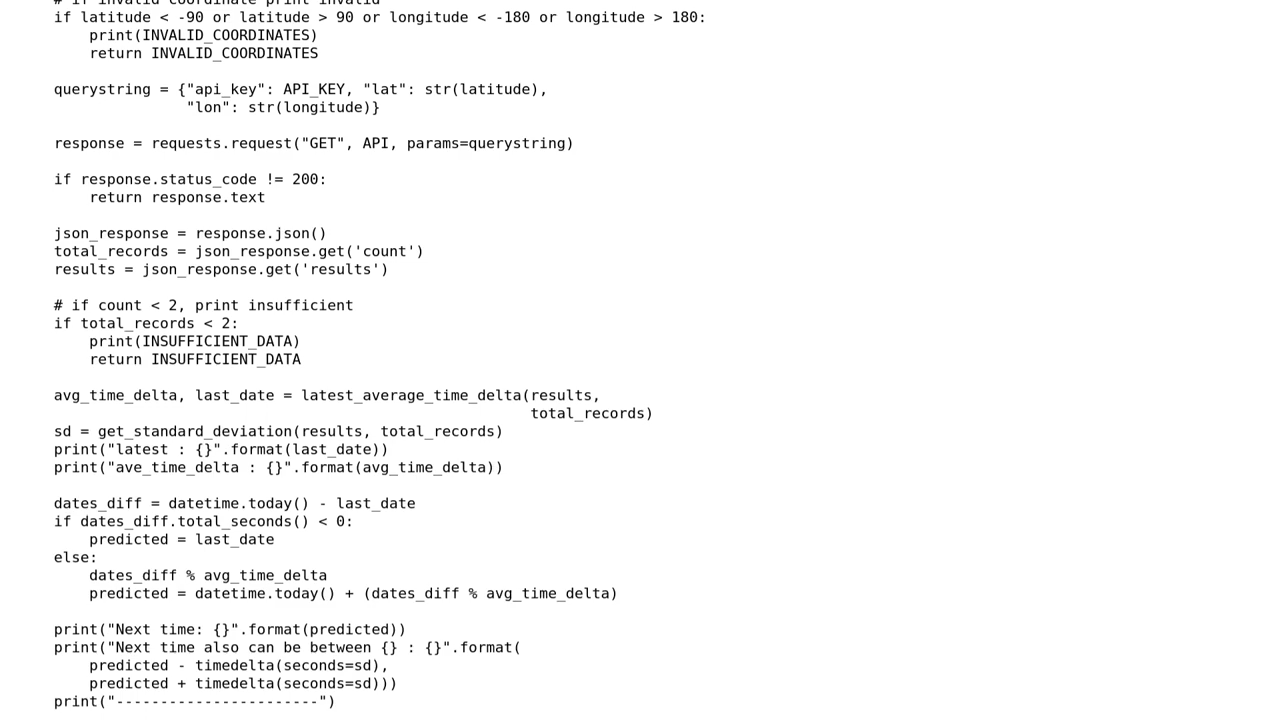 # if invalid coordinate print invalid
if latitude < -90 or latitude > 90 or longitude < -180 or longitude > 180:
    print(INVALID_COORDINATES)
    return INVALID_COORDINATES

querystring = {"api_key": API_KEY, "lat": str(latitude),
               "lon": str(longitude)}

response = requests.request("GET", API, params=querystring)

if response.status_code != 200:
    return response.text

json_response = response.json()
total_records = json_response.get('count')
results = json_response.get('results')

# if count < 2, print insufficient
if total_records < 2:
    print(INSUFFICIENT_DATA)
    return INSUFFICIENT_DATA

avg_time_delta, last_date = latest_average_time_delta(results,
                                                      total_records)
sd = get_standard_deviation(results, total_records)
print("latest : {}".format(last_date))
print("ave_time_delta : {}".format(avg_time_delta))

dates_diff = datetime.today() - last_date
if dates_diff.total_seconds() < 0:
    predicted = last_date
else:
    dates_diff % avg_time_delta
    predicted = datetime.today() + (dates_diff % avg_time_delta)

print("Next time: {}".format(predicted))
print("Next time also can be between {} : {}".format(
    predicted - timedelta(seconds=sd),
    predicted + timedelta(seconds=sd)))
print("-----------------------")